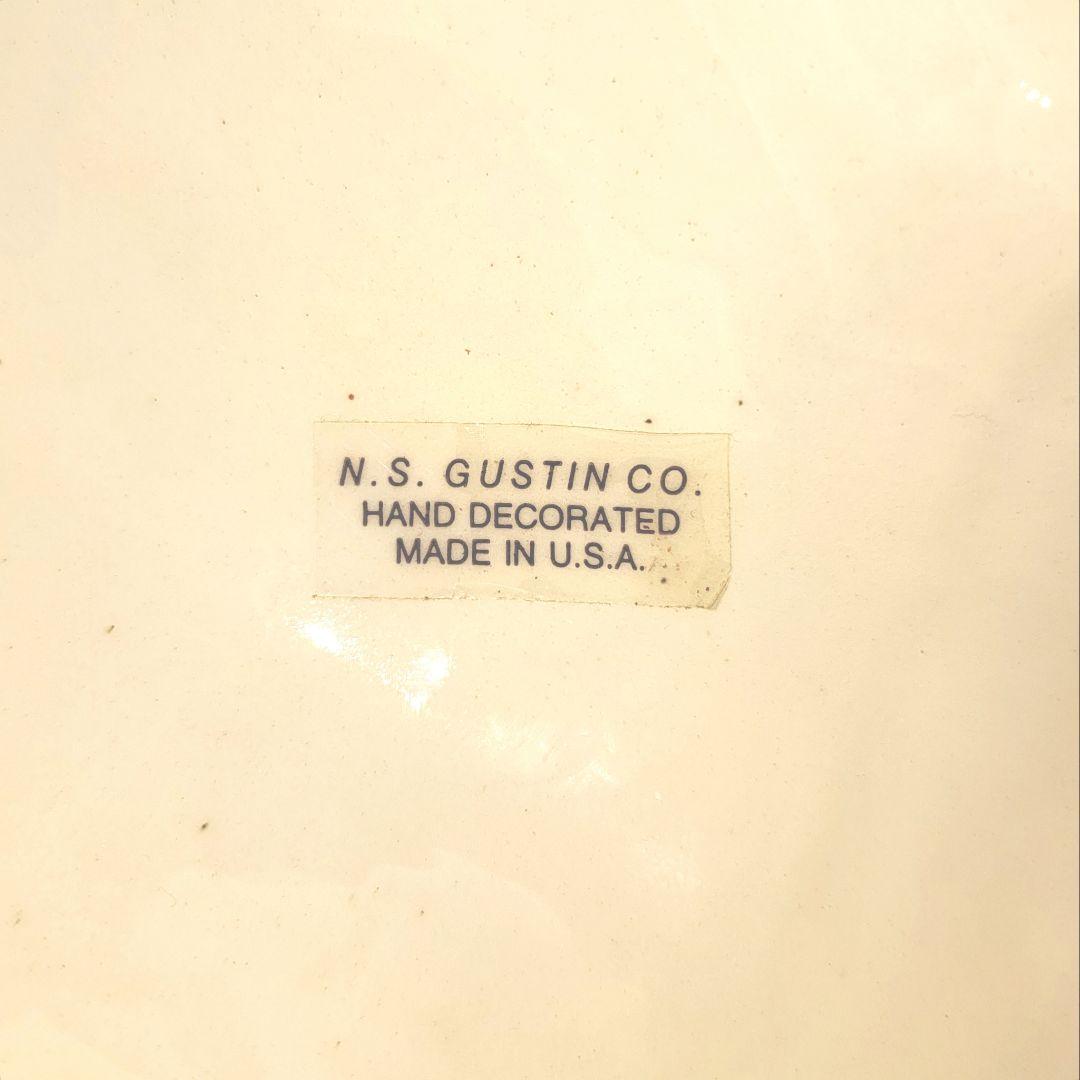 N.S. GUSTIN CO.
HAND DECORATED
MADE IN U.S.A.